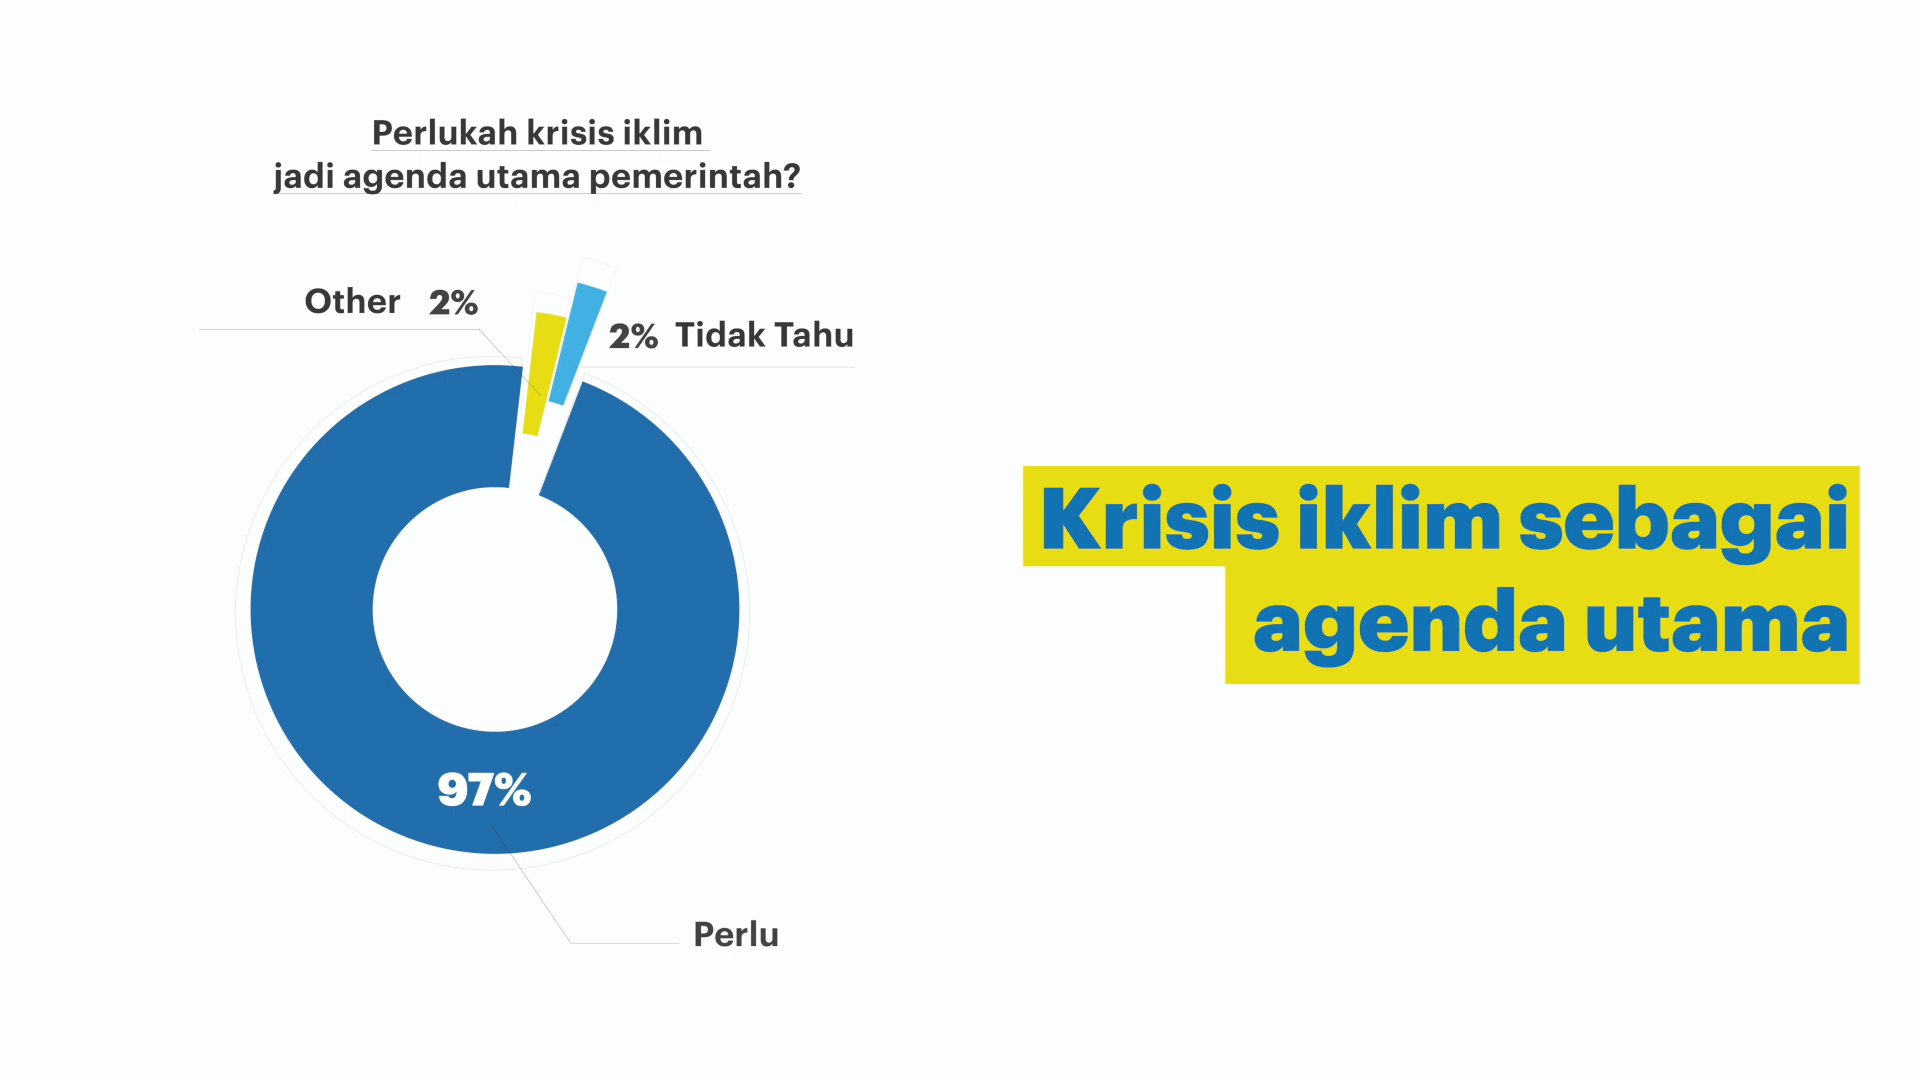 Perlukah krisis iklim
jadi agenda utama pemerintah?
Other 2%
2% Tidak Tahu
97%
Perlu
Krisis iklim sebagai
agenda utama